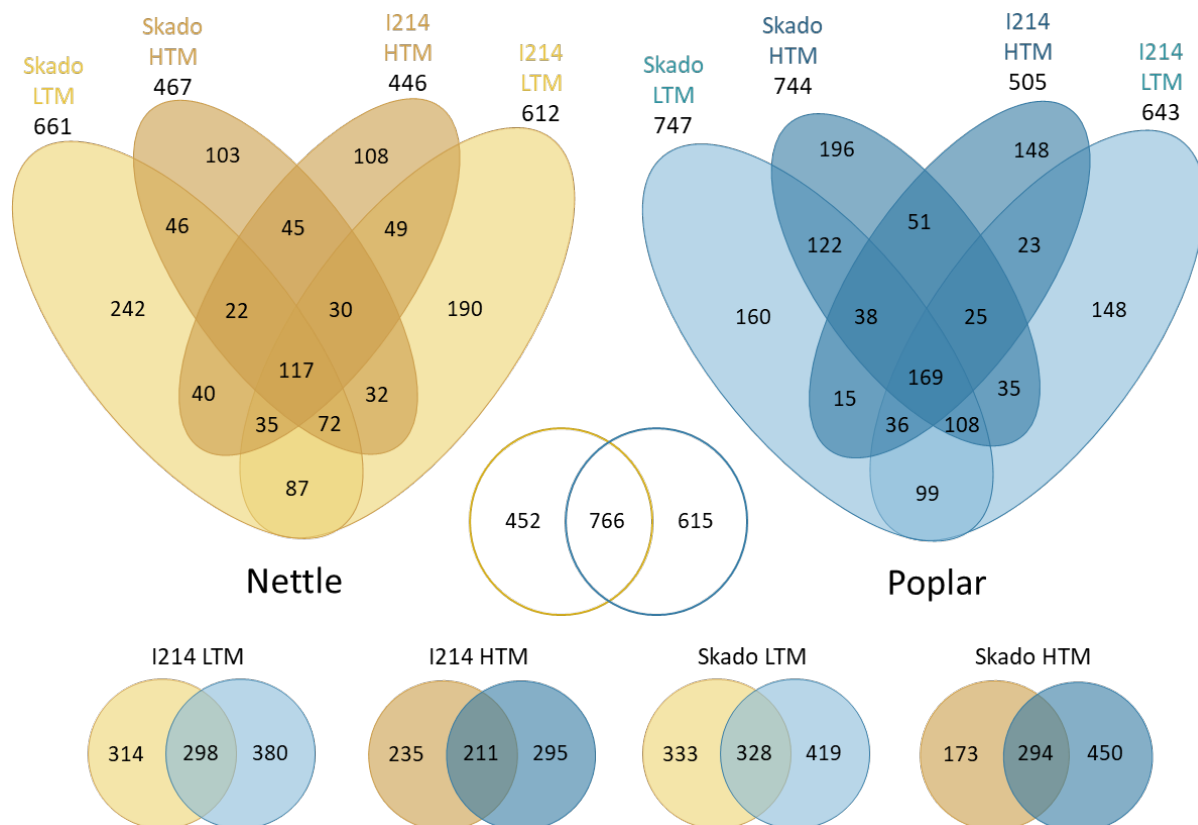 Skado
LTM
661
Skado
HTM
467
I214
HTM
446
I214
LTM
612
103
108
46
45
49
242
22
30
190
117
40
32
35
72
87
Nettle
Skado
LTM
747
Skado
HTM
744
I214
HTM
505
I214
LTM
643
196
148
122
51
23
160
38
25
148
169
15
35
36
108
99
Poplar
452
766
615
I214 LTM
314
298
380
I214 HTM
235
211
295
Skado LTM
333
328
419
Skado HTM
173
294
450